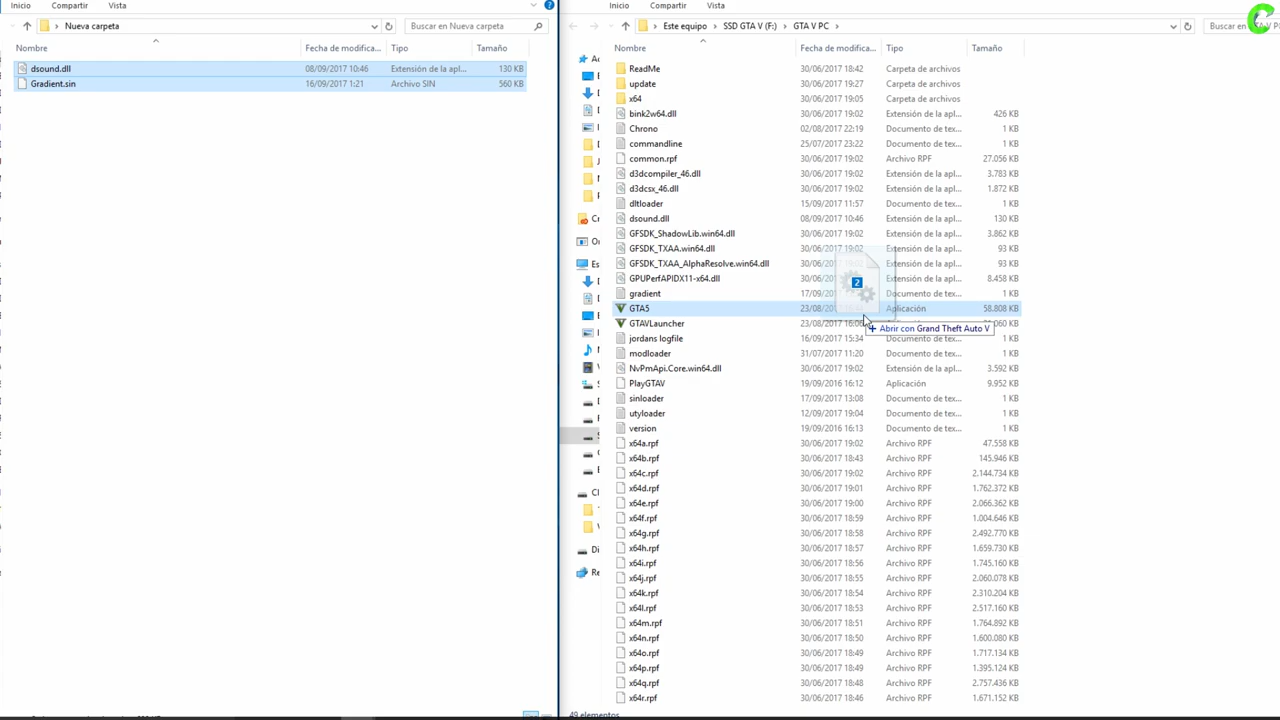 Inicio Compartir Vista
Nueva carpeta
Buscar en Nueva carpeta
Nombre Fecha de modifica... Tipo Tamaño
dsound.dll 08/09/2017 10:46 Extensión de la apl... 130 KB
Gradient.sin 16/09/2017 1:21 Archivo SIN 560 KB
Inicio Compartir Vista
Este equipo SSD GTA V (F:) GTA V PC
Nombre Fecha de modifica... Tipo Tamaño
ReadMe 30/06/2017 18:42 Carpeta de archivos
update 30/06/2017 19:27 Carpeta de archivos
x64 30/06/2017 19:05 Carpeta de archivos
bink2w64.dll 30/06/2017 19:02 Extensión de la apl... 426 KB
Chrono 02/08/2017 22:19 Documento de tex... 1 KB
commandline 25/07/2017 23:22 Documento de tex... 1 KB
common.rpf 30/06/2017 19:02 Archivo RPF 27.056 KB
d3dcompiler_46.dll 30/06/2017 19:02 Extensión de la apl... 3.783 KB
d3dcsx_46.dll 30/06/2017 19:02 Extensión de la apl... 1.872 KB
dltloader 15/09/2017 11:57 Documento de tex... 1 KB
dsound.dll 08/09/2017 10:46 Extensión de la apl... 130 KB
GFSDK_ShadowLib.win64.dll 30/06/2017 19:02 Extensión de la apl... 3.862 KB
GFSDK_TXAA.win64.dll 30/06/2017 19:02 Extensión de la apl... 93 KB
GFSDK_TXAA_AlphaResolve.win64.dll 30/06/2017 19:02 Extensión de la apl... 93 KB
GPUPerfAPIDX11-x64.dll 30/06/2017 Extensión de la apl... 8.458 KB
gradient 17/09/ Documento de tex... 1 KB
GTA5 23/08/2017 Aplicación 58.808 KB
GTAVLauncher 23/08/2017 16:06 060 KB
2
Abrir con Grand Theft Auto V
jordans logfile 16/09/2017 15:34 Documento de tex... 1 KB
modloader 31/07/2017 11:20 Documento de tex... 1 KB
NvPmApi.Core.win64.dll 30/06/2017 19:02 Extensión de la apl... 3.592 KB
PlayGTAV 19/09/2016 16:12 Aplicación 9.952 KB
sinloader 17/09/2017 13:08 Documento de tex... 1 KB
utyloader 12/09/2017 19:04 Documento de tex... 1 KB
version 19/09/2016 16:13 Documento de tex... 1 KB
x64a.rpf 30/06/2017 19:02 Archivo RPF 47.558 KB
x64b.rpf 30/06/2017 18:43 Archivo RPF 145.946 KB
x64c.rpf 30/06/2017 19:02 Archivo RPF 2.144.734 KB
x64d.rpf 30/06/2017 19:01 Archivo RPF 1.762.372 KB
x64e.rpf 30/06/2017 19:00 Archivo RPF 2.066.362 KB
x64f.rpf 30/06/2017 18:59 Archivo RPF 1.004.646 KB
x64g.rpf 30/06/2017 18:59 Archivo RPF 2.492.770 KB
x64h.rpf 30/06/2017 18:57 Archivo RPF 1.659.730 KB
x64i.rpf 30/06/2017 18:56 Archivo RPF 1.745.160 KB
x64j.rpf 30/06/2017 18:55 Archivo RPF 2.060.078 KB
x64k.rpf 30/06/2017 18:54 Archivo RPF 2.310.204 KB
x64l.rpf 30/06/2017 18:53 Archivo RPF 2.517.160 KB
x64m.rpf 30/06/2017 18:51 Archivo RPF 1.764.892 KB
x64n.rpf 30/06/2017 18:50 Archivo RPF 1.600.080 KB
x64o.rpf 30/06/2017 18:49 Archivo RPF 1.717.134 KB
x64p.rpf 30/06/2017 18:49 Archivo RPF 1.395.124 KB
x64q.rpf 30/06/2017 18:48 Archivo RPF 2.757.436 KB
x64r.rpf 30/06/2017 18:46 Archivo RPF 1.671.152 KB
49 elementos